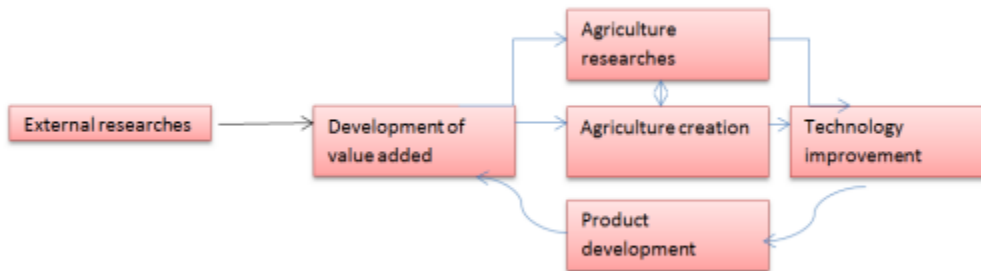 Agriculture
researches
External researches
Development of
value added
Agriculture creation
Technology
improvement
Product
development